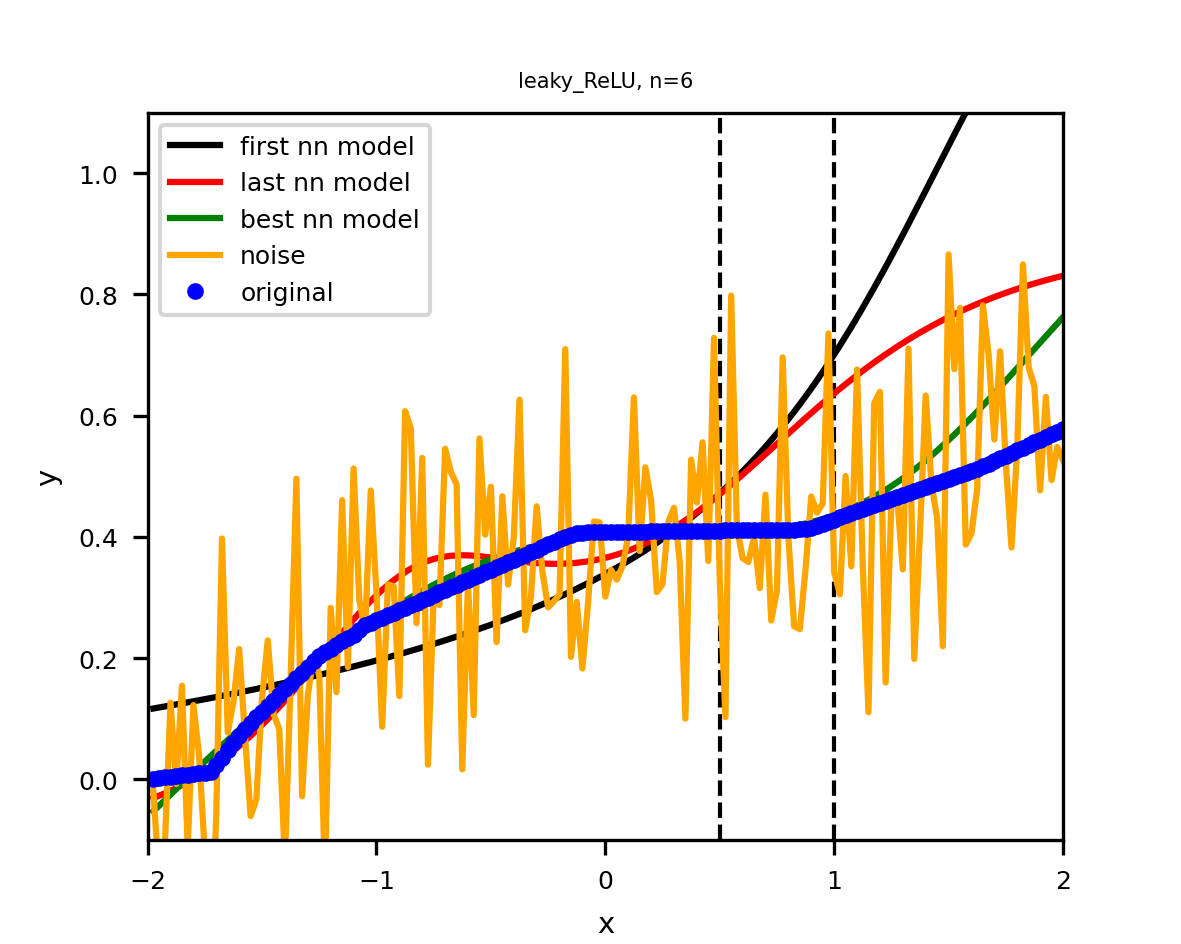 leaky_ReLU, n=6
first nn model
last nn model
best nn model
noise
original
y
1.0
0.8
0.6
0.4
0.2
0.0
−2 −1 0 1 2
x